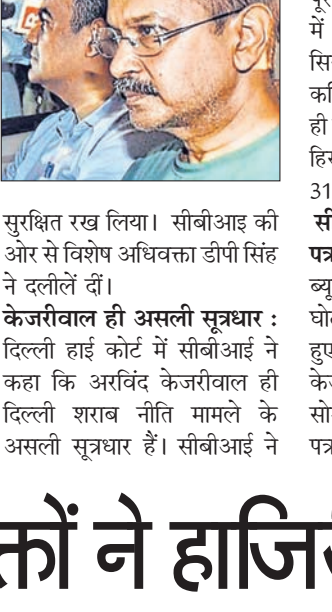 सुरक्षित रख लिया। सीबीआइ की
ओर से विशेष अधिवक्ता डीपी सिंह
ने दलीलें दीं।
केजरीवाल ही असली सूत्रधार :
दिल्ली हाई कोर्ट में सीबीआई ने
कहा कि अरविंद केजरीवाल ही
दिल्ली शराब नीति मामले के
असली सूत्रधार हैं। सीबीआई ने
में
ही
31
हुए
ने